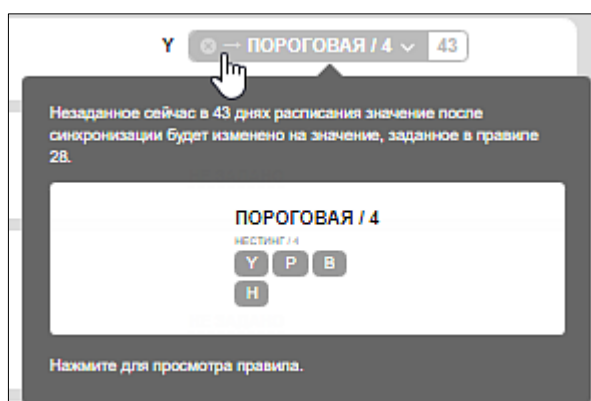 Y → ПОРОГОВАЯ / 4 43
Незаданное сейчас в 43 днях расписания значение после
синхронизации будет изменено на значение, заданное в правиле
28.
ПОРОГОВАЯ / 4
НЕСТИНГ / 4
Y P B
H
Нажмите для просмотра правила.